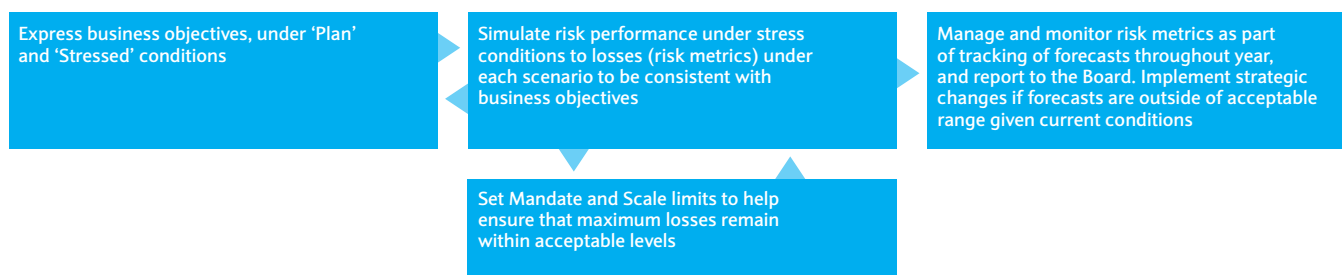 Express business objectives, under ‘Plan’
and ‘Stressed’ conditions
Simulate risk performance under stress
conditions to losses (risk metrics) under
each scenario to be consistent with
business objectives
Manage and monitor risk metrics as part
of tracking of forecasts throughout year,
and report to the Board. Implement strategic
changes if forecasts are outside of acceptable
range given current conditions
Set Mandate and Scale limits to help
ensure that maximum losses remain
within acceptable levels